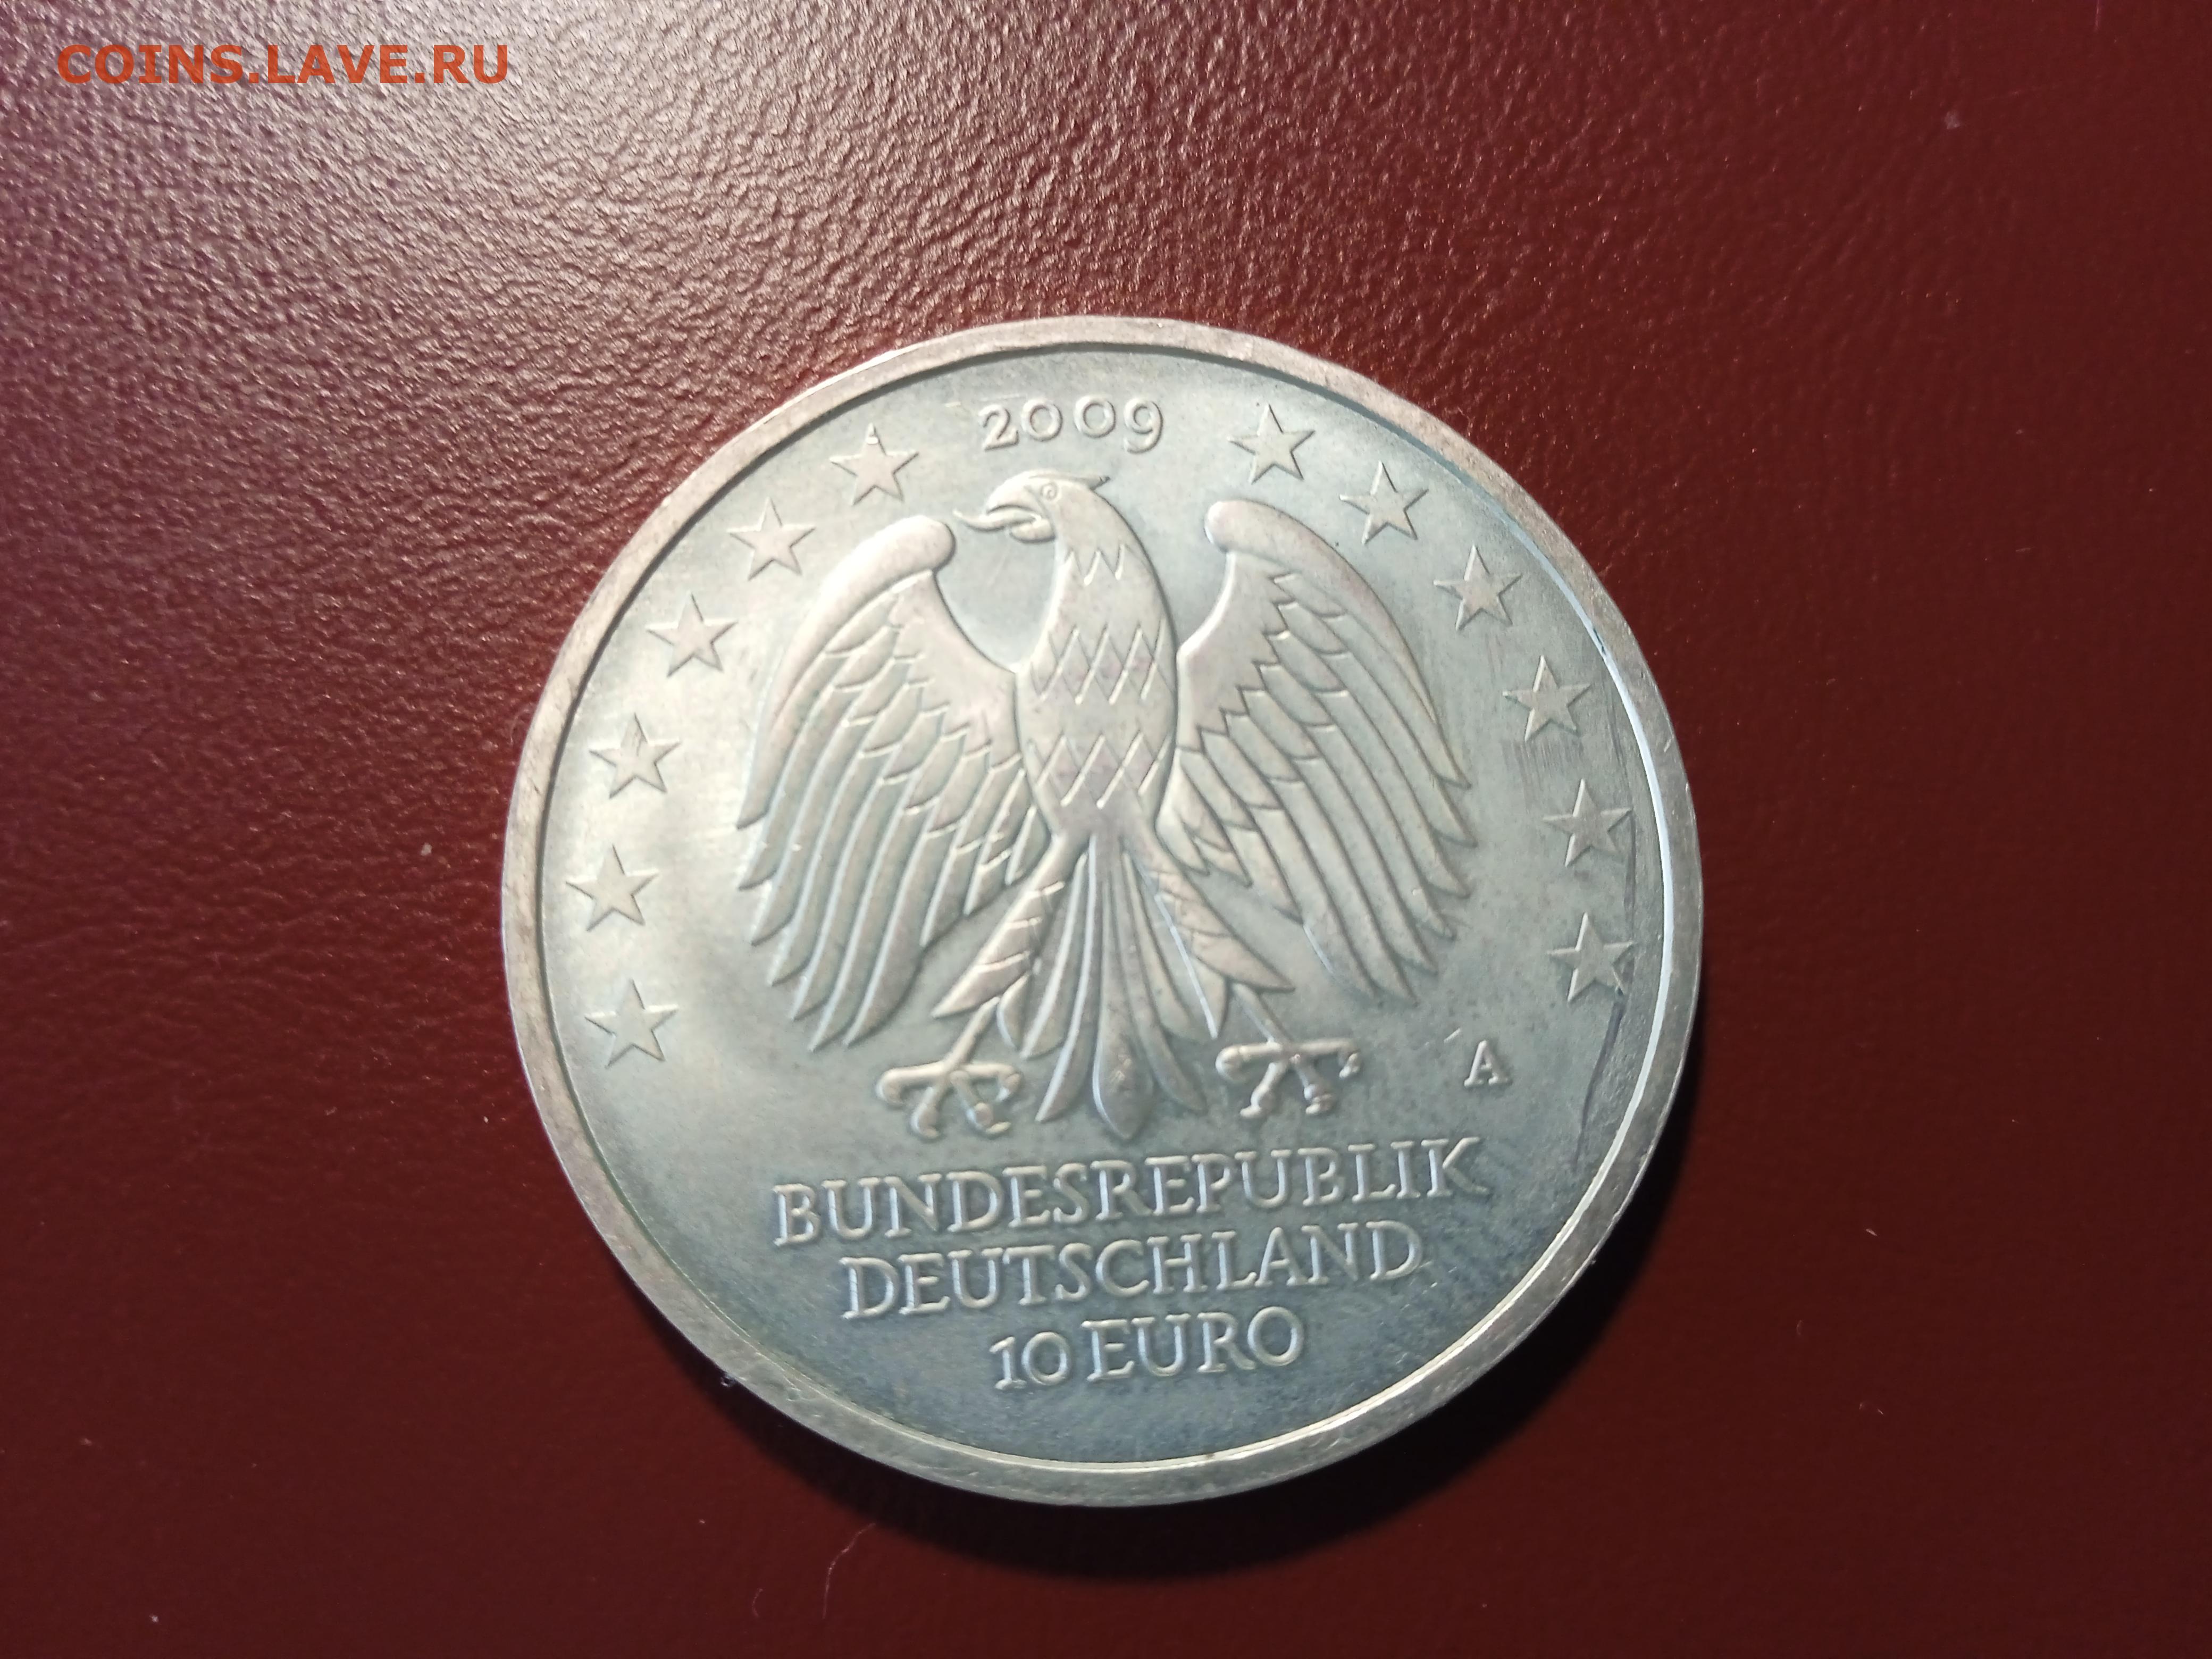 COINS.LAVE.RU
2009
A
BUNDESREPUBLIK
DEUTSCHLAND
10 EURO